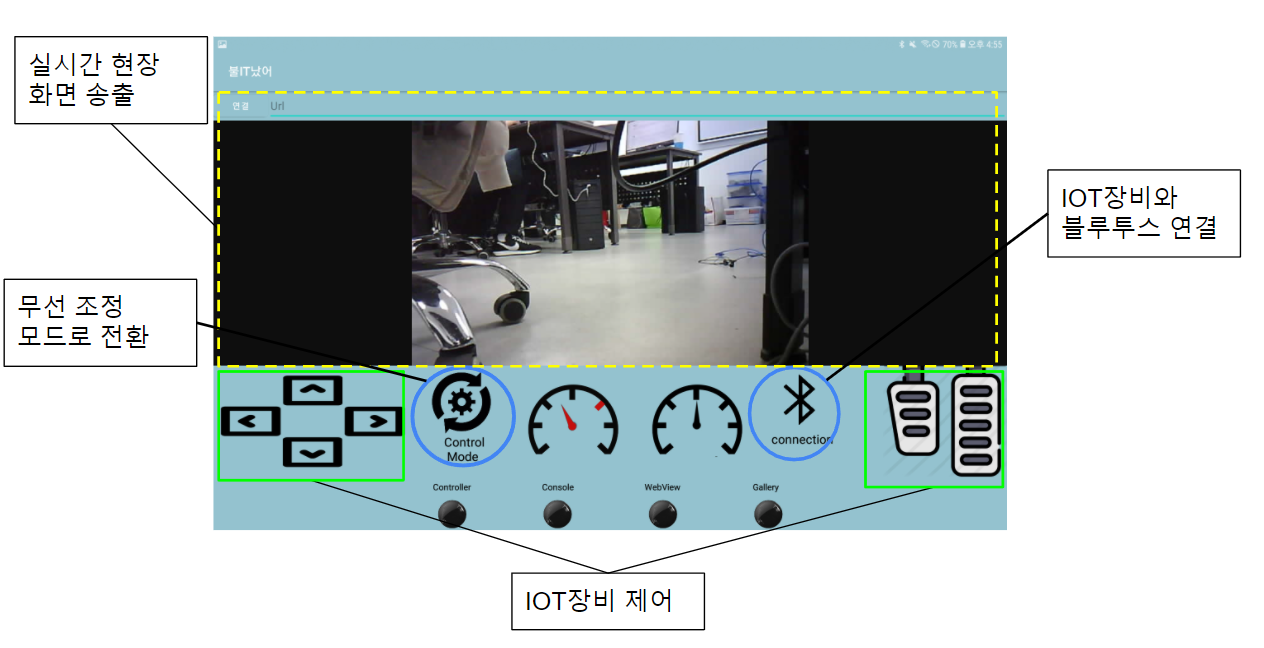 실시간 현장
화면 송출
70% 오후 4:55
불IT났어
연결 Url
IOT장비와
블루투스 연결
무선 조정
모드로 전환
Control
Mode
connection
Controller Console WebView Gallery
IOT장비 제어